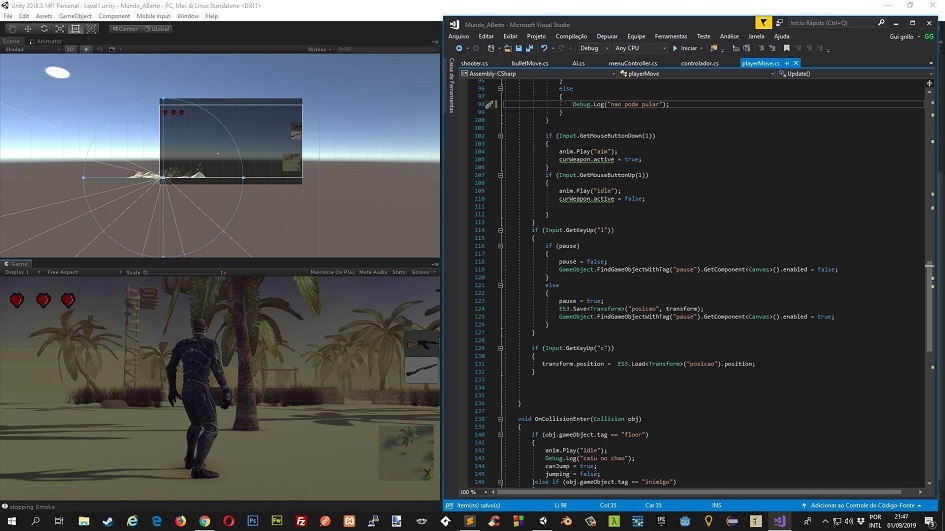 Unity 2018.3.14f1 Personal - Level1.unity - Mundo_ABerto - PC, Mac & Linux Standalone <DX11>
File Edit Assets GameObject Component Mobile Input Window Help
Center Global
Scene Animator
Shaded 2D Gizmos All
Game
Display 1 Free Aspect Scale 1x Maximize On Play Mute Audio Stats Gizmos
stopping Smoke
Mundo_ABerto - Microsoft Visual Studio
Início Rápido (Ctrl+Q)
Arquivo Editar Exibir Projeto Compilação Depurar Equipe Ferramentas Teste Análise Janela Ajuda Gui grillo GG
Debug Any CPU Iniciar
Caixa de Ferramentas
shooter.cs bulletMove.cs AI.cs menuController.cs controlador.cs playerMove.cs
Assembly-CSharp playerMove Update()
95 }
96 else
97 {
98 Debug.Log("nao pode pular");
99 }
100 }
101
102 if (Input.GetMouseButtonDown(1))
103 {
104 anim.Play("aim");
105 curWeapon.active = true;
106 }
107 if (Input.GetMouseButtonUp(1))
108 {
109 anim.Play("idle");
110 curWeapon.active = false;
111
112 }
113 }
114 if (Input.GetKeyUp("l"))
115 {
116 if (pause)
117 {
118 pause = false;
119 GameObject.FindGameObjectWithTag("pause").GetComponent<Canvas>().enabled = false;
120 }
121 else
122 {
123 pause = true;
124 ES3.Save<Transform>("posicao", transform);
125 GameObject.FindGameObjectWithTag("pause").GetComponent<Canvas>().enabled = true;
126 }
127 }
128
129 if (Input.GetKeyUp("c"))
130 {
131 transform.position = ES3.Load<Transform>("posicao").position;
132 }
133
134
135
136 }
137
138 void OnCollisionEnter(Collision obj)
139 {
140 if (obj.gameObject.tag == "floor")
141 {
142 anim.Play("idle");
143 Debug.Log("caiu no chao");
144 canJump = true;
145 jumping = false;
146 }else if (obj.gameObject.tag == "inimigo")
100 %
Item(ns) salvo(s) Li 98 Col 35 Car 35 INS Adicionar ao Controle do Código-Fonte
POR
INTL
21:47
01/09/2019